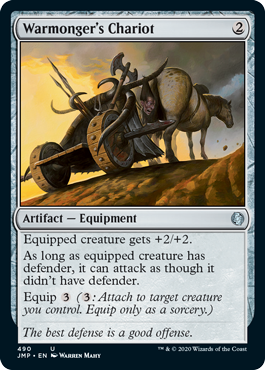 Warmonger's Chariot 2
Artifact — Equipment
Equipped creature gets +2/+2.
As long as equipped creature has
defender, it can attack as though it
didn't have defender.
Equip 3 (3: Attach to target creature
you control. Equip only as a sorcery.)
The best defense is a good offense.
490 U
JMP • EN WARREN MAHY
™ & © 2020 Wizards of the Coast